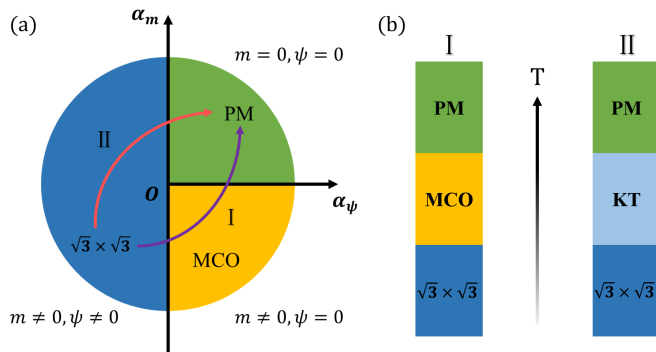 (a)
α_m
m = 0, ψ = 0
PM
II
O
α_ψ
I
√3 × √3
MCO
m ≠ 0, ψ ≠ 0
m ≠ 0, ψ = 0
(b)
I
II
T
PM
PM
MCO
KT
√3 × √3
√3 × √3